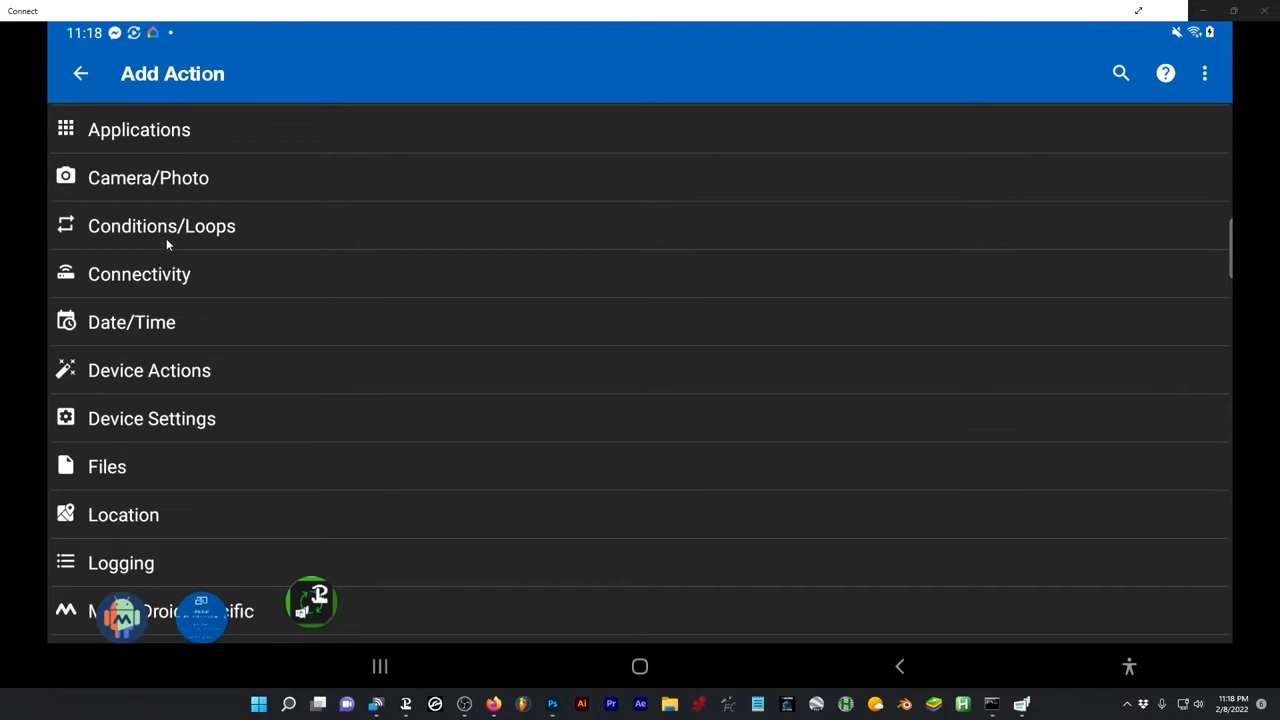 Connect
11:18
Add Action
Applications
Camera/Photo
Conditions/Loops
Connectivity
Date/Time
Device Actions
Device Settings
Files
Location
Logging
11:18 PM
2/8/2022